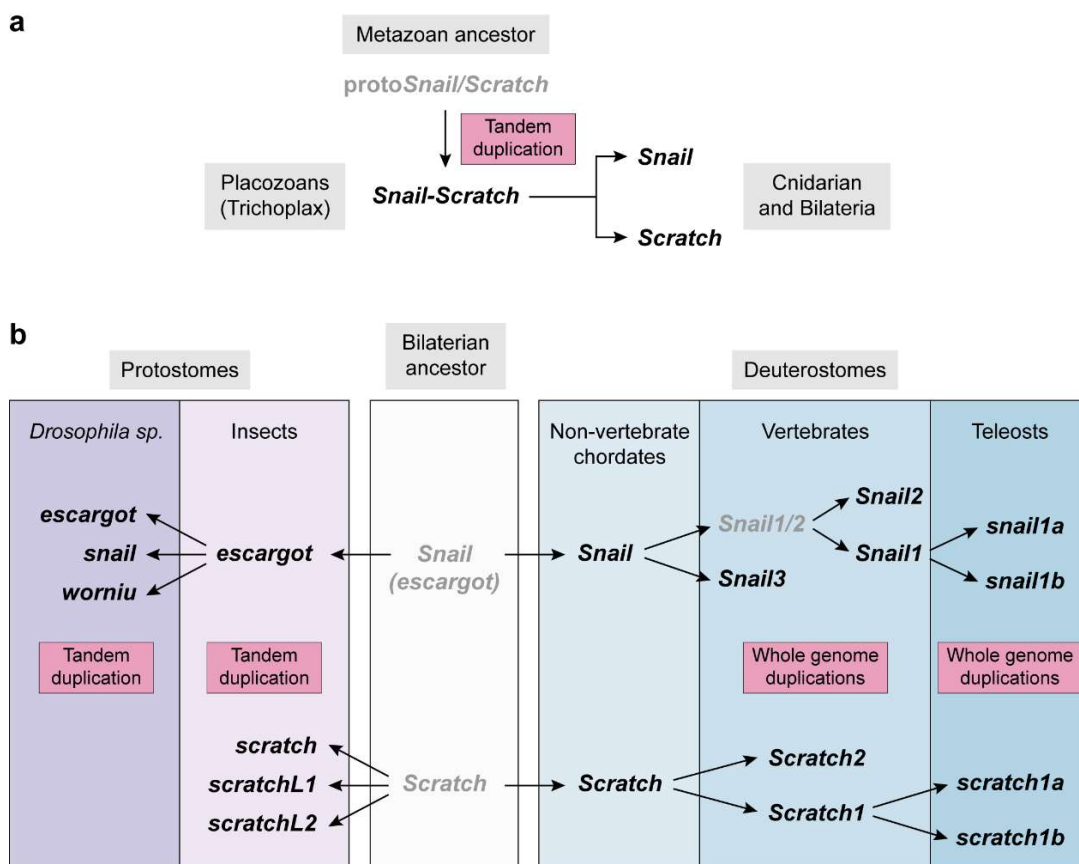 a
Metazoan ancestor
protoSnail/Scratch
Tandem
duplication
Placozoans
(Trichoplax)
Snail-Scratch
Snail
Scratch
Cnidarian
and Bilateria
b
Protostomes
Bilaterian
ancestor
Deuterostomes
Drosophila sp.
Insects
Non-vertebrate
chordates
Vertebrates
Teleosts
escargot
snail
worniu
escargot
Snail
(escargot)
Snail
Snail1/2
Snail3
Snail2
Snail1
snail1a
snail1b
Tandem
duplication
Tandem
duplication
Whole genome
duplications
Whole genome
duplications
scratch
scratchL1
scratchL2
Scratch
Scratch
Scratch2
Scratch1
scratch1a
scratch1b